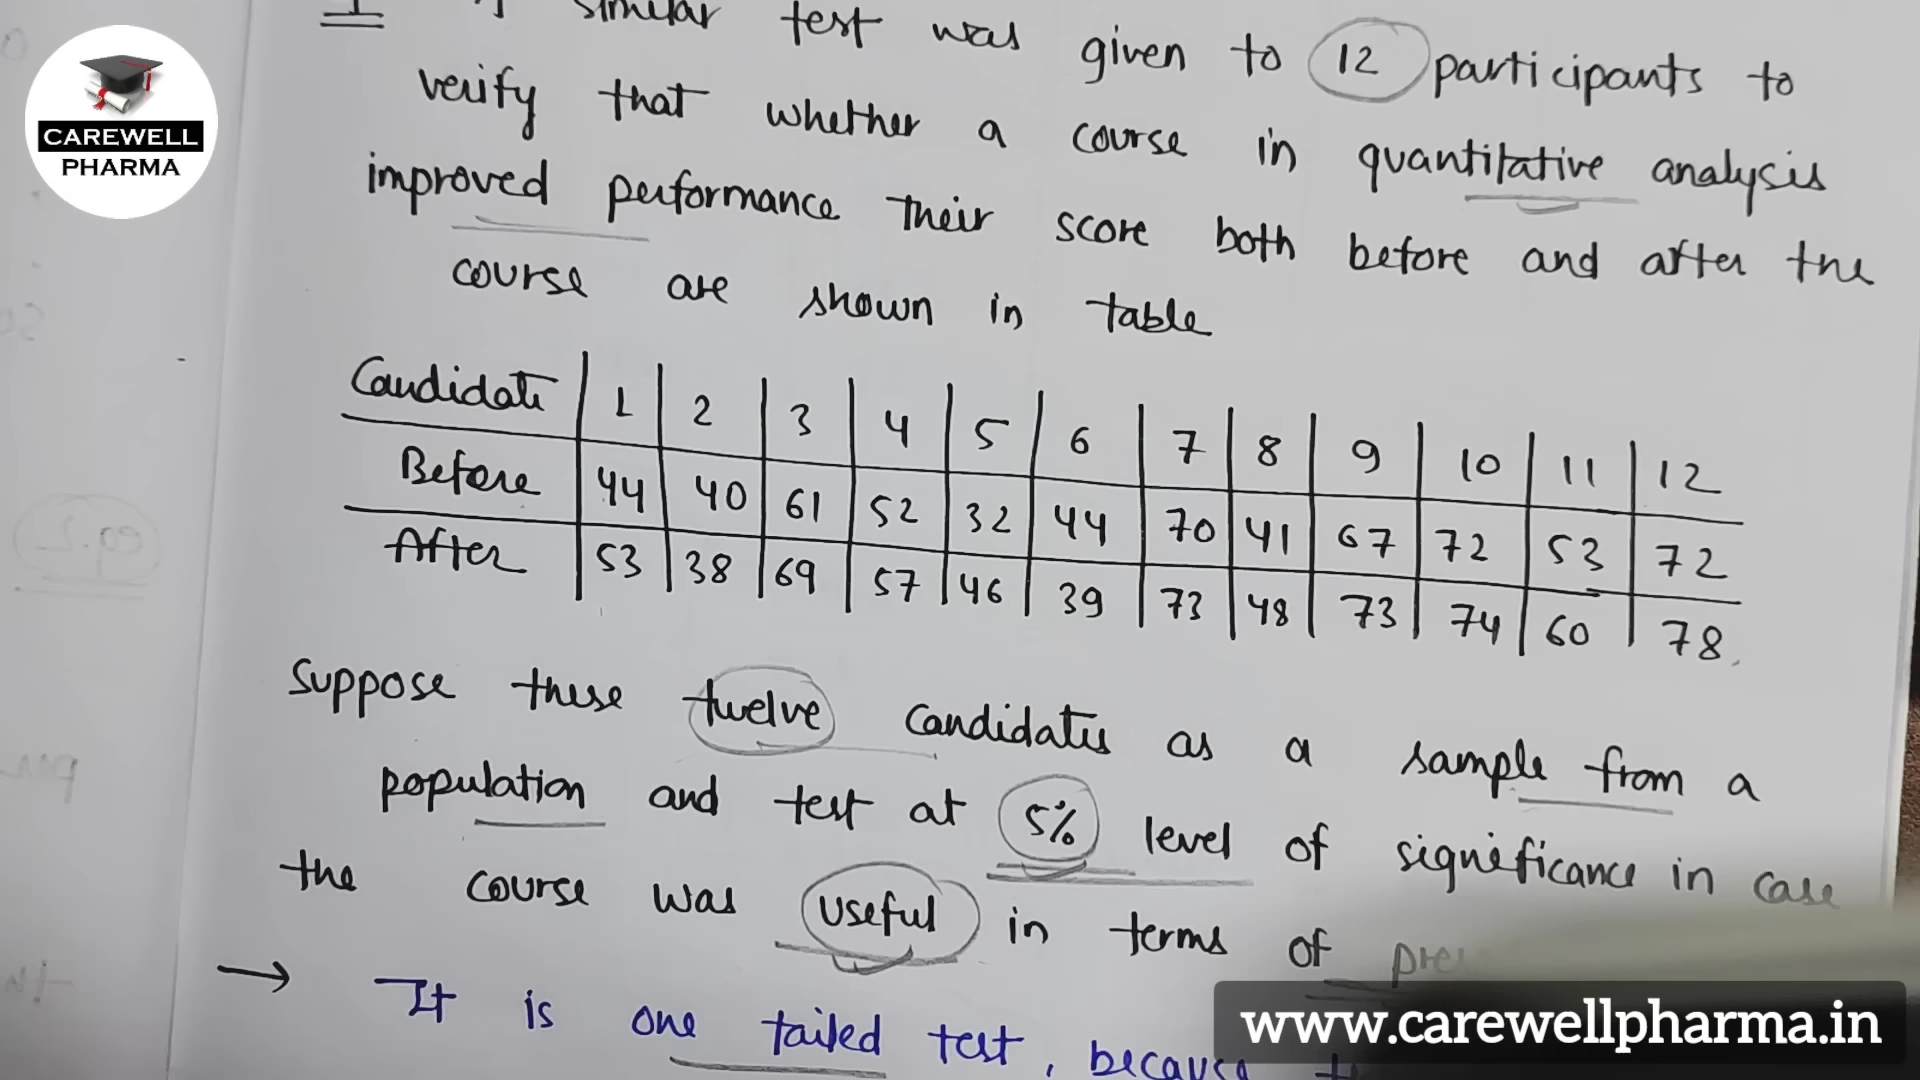 CAREWELL
PHARMA
similar test was given to 12 participants to
verify that whether a course in quantitative analysis
improved performance their score both before and after the
course are shown in table
Candidate 1 2 3 4 5 6 7 8 9 10 11 12
Before 44 40 61 52 32 44 70 41 67 72 53 72
After 53 38 69 57 46 39 73 48 73 74 60 78
Suppose these twelve candidates as a sample from a
population and test at 5% level of significance in case
the course was useful in terms of
→ It is one tailed test, because
www.carewellpharma.in